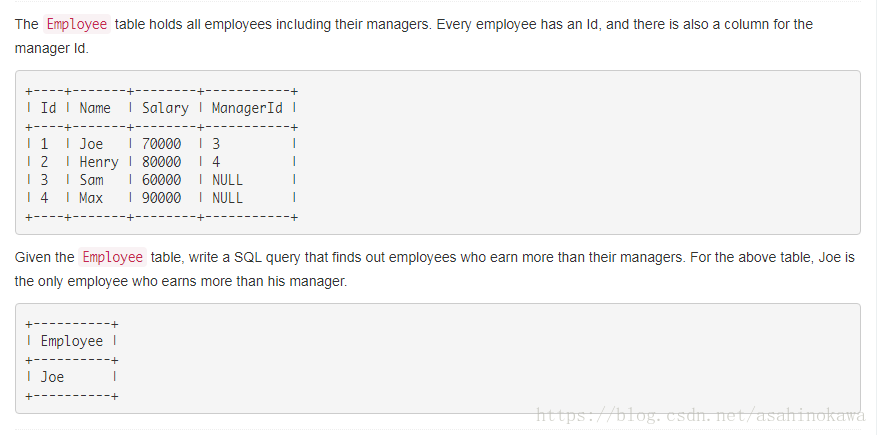 The Employee table holds all employees including their managers. Every employee has an Id, and there is also a column for the
manager Id.
+----+-------+--------+-----------+
| Id | Name  | Salary | ManagerId |
+----+-------+--------+-----------+
| 1  | Joe   | 70000  | 3         |
| 2  | Henry | 80000  | 4         |
| 3  | Sam   | 60000  | NULL      |
| 4  | Max   | 90000  | NULL      |
+----+-------+--------+-----------+
Given the Employee table, write a SQL query that finds out employees who earn more than their managers. For the above table, Joe is
the only employee who earns more than his manager.
+----------+
| Employee |
+----------+
| Joe      |
+----------+
https://blog.csdn.net/asahinokawa